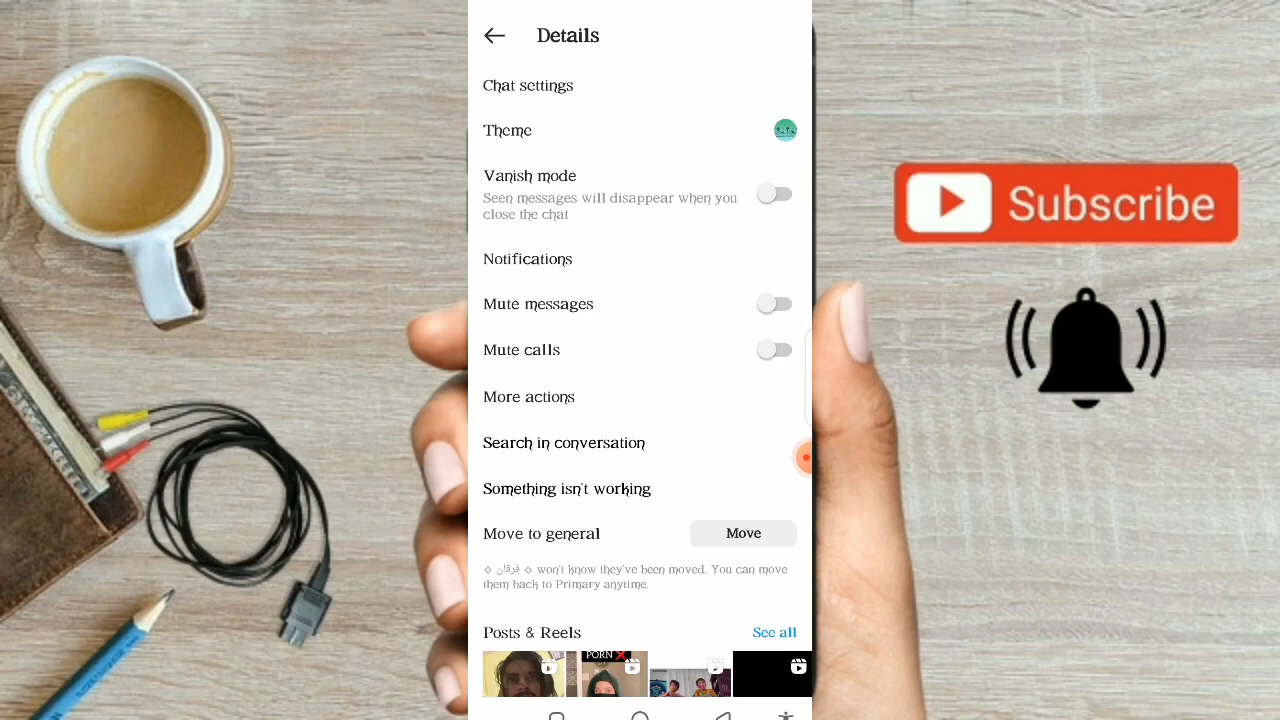 Details
Chat settings
Theme
Vanish mode
Seen messages will disappear when you
close the chat
Notifications
Mute messages
Mute calls
More actions
Search in conversation
Something isn't working
Move to general
Move
✧ فرقان ✧ won't know they've been moved. You can move
them back to Primary anytime.
Posts & Reels
See all
PORN ❌
Subscribe